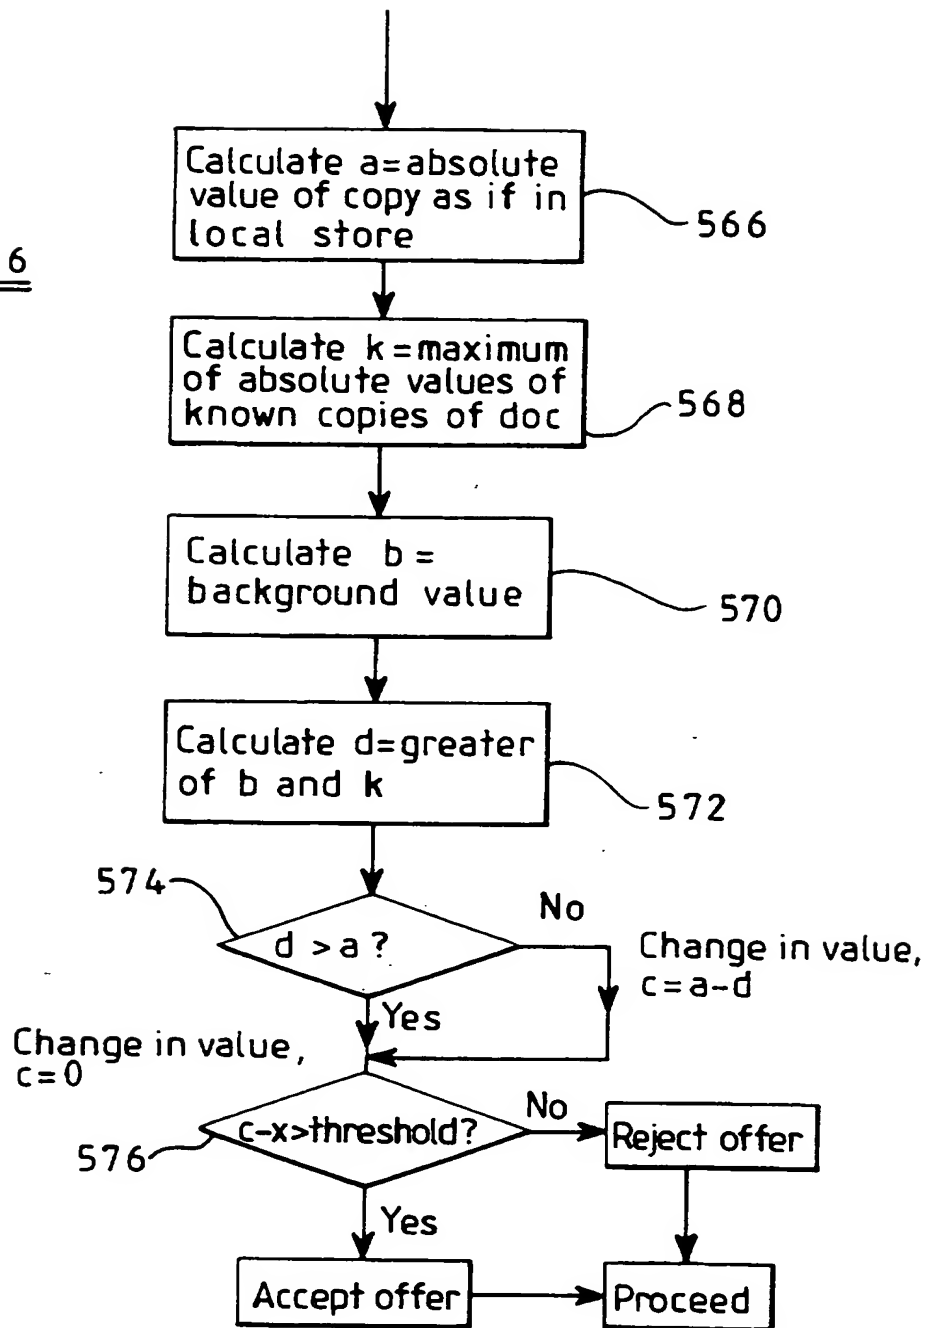 Calculate a=absolute
value of copy as if in
local store
566
6
Calculate k=maximum
of absolute values of
known copies of doc
568
Calculate b=
background value
570
Calculate d=greater
of b and k
572
574
d > a ?
No
Change in value,
c=a-d
Yes
Change in value,
c=0
c-x>threshold?
No
Reject offer
576
Yes
Accept offer
Proceed